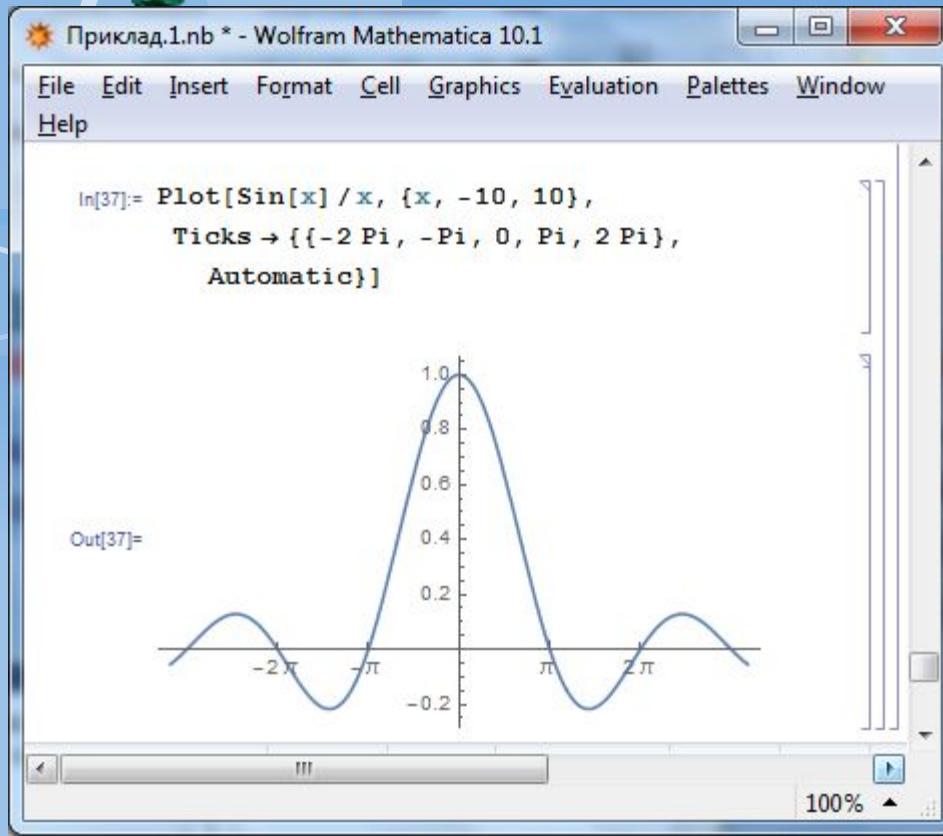 Приклад.1.nb * - Wolfram Mathematica 10.1
File Edit Insert Format Cell Graphics Evaluation Palettes Window
Help
In[37]:= Plot[Sin[x] / x, {x, -10, 10},
Ticks → {{-2 Pi, -Pi, 0, Pi, 2 Pi},
Automatic}]
1.0
0.8
0.6
Out[37]=
0.4
0.2
-2 π -π π 2 π
-0.2
100%